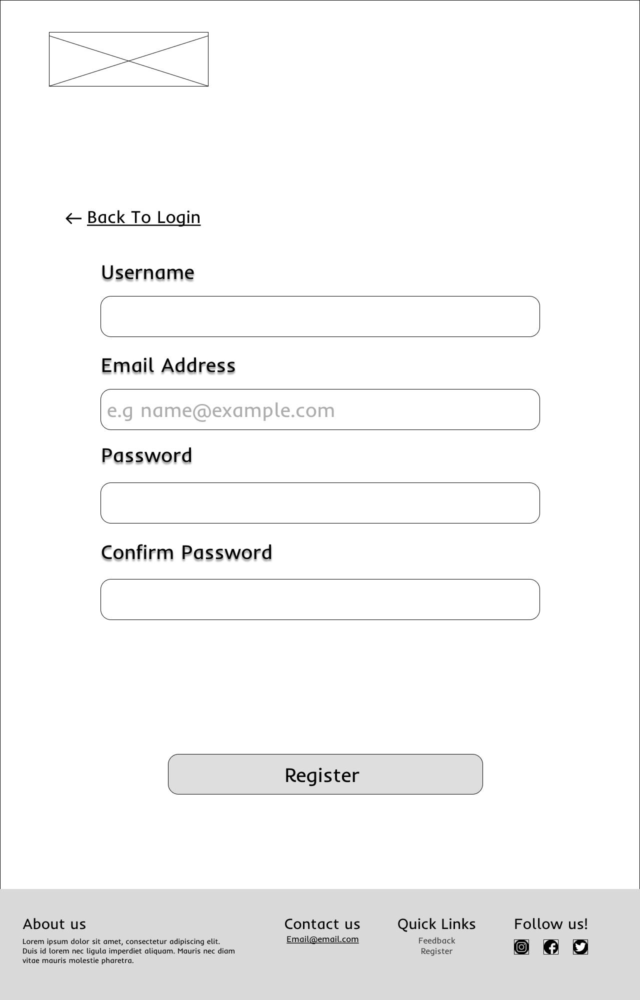 Back To Login
Username
Email Address
e.g name@example.com
Password
Confirm Password
Register
About us
Lorem ipsum dolor sit amet, consectetur adipiscing elit.
Duis id lorem nec ligula imperdiet aliquam. Mauris nec diam
vitae mauris molestie pharetra.
Contact us
Email@email.com
Quick Links
Feedback
Register
Follow us!